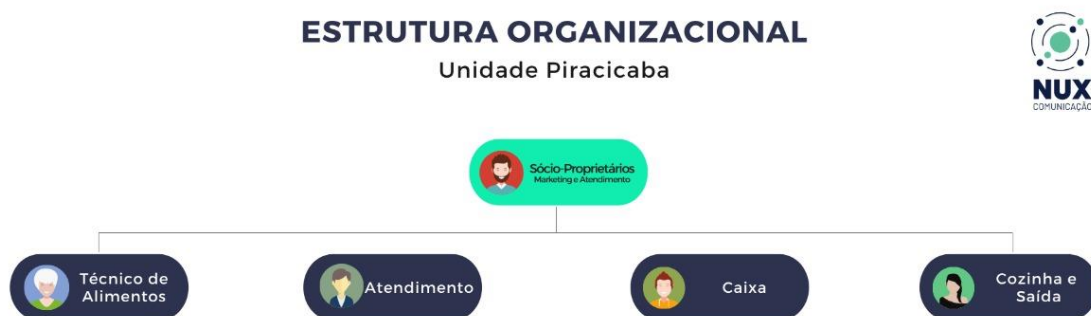 ESTRUTURA ORGANIZACIONAL
Unidade Piracicaba
NUX
COMUNICAÇÃO
Sócio-Proprietários
Marketing e Atendimento
Técnico de
Alimentos
Atendimento
Caixa
Cozinha e
Saída